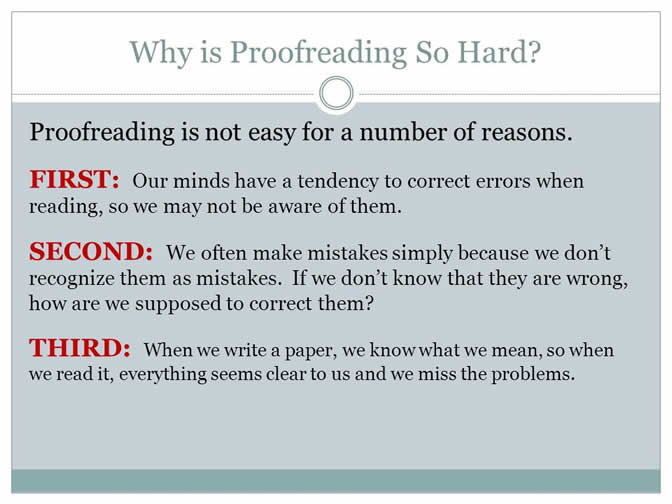 Why is Proofreading So Hard?
Proofreading is not easy for a number of reasons.
FIRST: Our minds have a tendency to correct errors when
reading, so we may not be aware of them.
SECOND: We often make mistakes simply because we don’t
recognize them as mistakes. If we don’t know that they are wrong,
how are we supposed to correct them?
THIRD: When we write a paper, we know what we mean, so when
we read it, everything seems clear to us and we miss the problems.